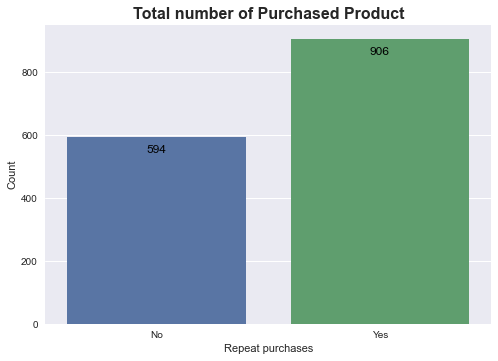 Total number of Purchased Product
Count
800
600
400
200
0
906
594
No
Yes
Repeat purchases